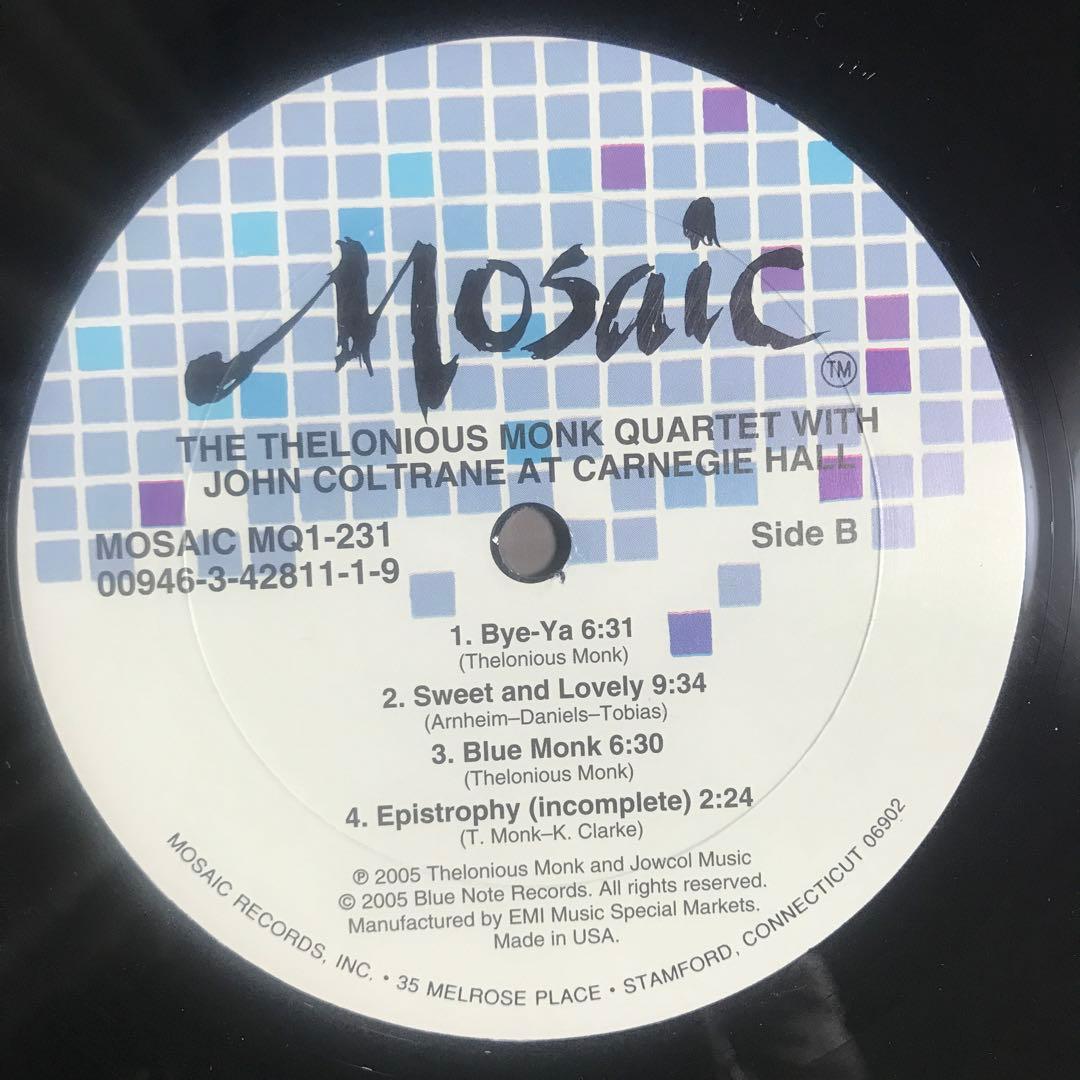 Mosaic
TM
THE THELONIOUS MONK QUARTET WITH
JOHN COLTRANE AT CARNEGIE HALL
MOSAIC MQ1-231
00946-3-42811-1-9
Side B
1. Bye-Ya 6:31
(Thelonious Monk)
2. Sweet and Lovely 9:34
(Arnheim–Daniels–Tobias)
3. Blue Monk 6:30
(Thelonious Monk)
4. Epistrophy (incomplete) 2:24
(T. Monk–K. Clarke)
℗ 2005 Thelonious Monk and Jowcol Music
© 2005 Blue Note Records. All rights reserved.
Manufactured by EMI Music Special Markets.
Made in USA.
MOSAIC RECORDS, INC. • 35 MELROSE PLACE • STAMFORD, CONNECTICUT 06902